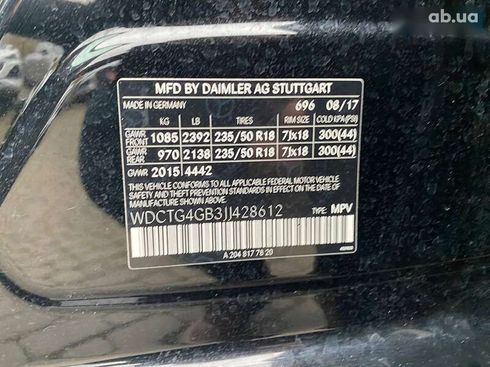 ab.ua
MFD BY DAIMLER AG STUTTGART
MADE IN GERMANY 696 08/17
KG LB TIRES RIM SIZE COLD KPA (PSI)
GAWR FRONT 1085 2392 235/50 R18 7Jx18 300(44)
GAWR REAR 970 2138 235/50 R18 7Jx18 300(44)
GVWR 2015 4442
THIS VEHICLE CONFORMS TO ALL APPLICABLE FEDERAL MOTOR VEHICLE
SAFETY, BUMPER, AND THEFT PREVENTION STANDARDS IN EFFECT
ON THE DATE OF MANUFACTURE SHOWN ABOVE.
WDCTG4GB3JJ428612 TYPE: MPV
A 204 817 78 20